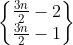 {3n/2 − 2}
{3n/2 − 1}